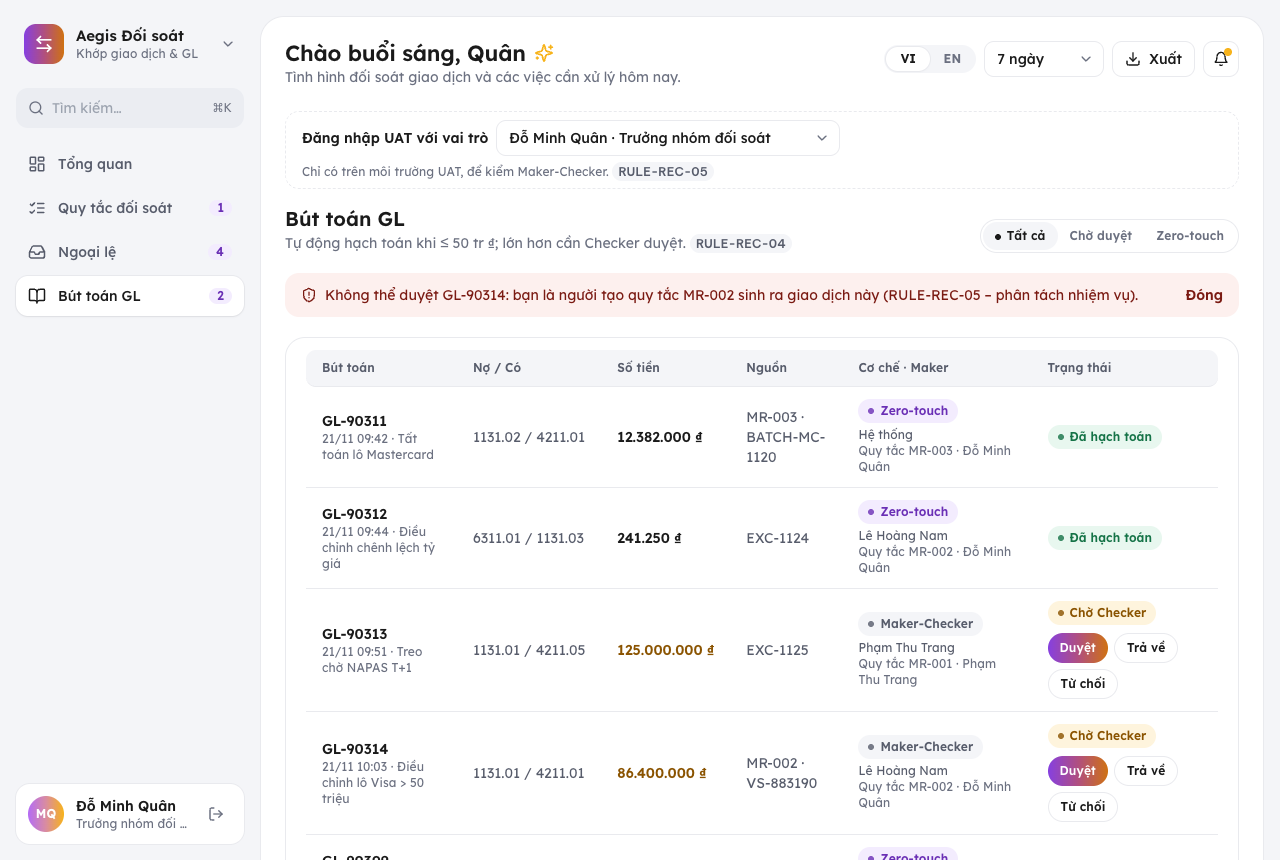 Aegis Đối soát
Khớp giao dịch & GL
Tìm kiếm…
⌘K
Tổng quan
Quy tắc đối soát
1
Ngoại lệ
4
Bút toán GL
2
MQ
Đỗ Minh Quân
Trưởng nhóm đối …
Chào buổi sáng, Quân
Tình hình đối soát giao dịch và các việc cần xử lý hôm nay.
VI
EN
7 ngày
Xuất
Đăng nhập UAT với vai trò
Đỗ Minh Quân · Trưởng nhóm đối soát
Chỉ có trên môi trường UAT, để kiểm Maker-Checker. RULE-REC-05
Bút toán GL
Tự động hạch toán khi ≤ 50 tr ₫; lớn hơn cần Checker duyệt. RULE-REC-04
Tất cả
Chờ duyệt
Zero-touch
Không thể duyệt GL-90314: bạn là người tạo quy tắc MR-002 sinh ra giao dịch này (RULE-REC-05 – phân tách nhiệm vụ).
Đóng
Bút toán
Nợ / Có
Số tiền
Nguồn
Cơ chế · Maker
Trạng thái
GL-90311
21/11 09:42 · Tất
toán lô Mastercard
1131.02 / 4211.01
12.382.000 ₫
MR-003 ·
BATCH-MC-
1120
Zero-touch
Hệ thống
Quy tắc MR-003 · Đỗ Minh
Quân
Đã hạch toán
GL-90312
21/11 09:44 · Điều
chỉnh chênh lệch tỷ
giá
6311.01 / 1131.03
241.250 ₫
EXC-1124
Zero-touch
Lê Hoàng Nam
Quy tắc MR-002 · Đỗ Minh
Quân
Đã hạch toán
GL-90313
21/11 09:51 · Treo
chờ NAPAS T+1
1131.01 / 4211.05
125.000.000 ₫
EXC-1125
Maker-Checker
Phạm Thu Trang
Quy tắc MR-001 · Phạm
Thu Trang
Chờ Checker
Duyệt
Trả về
Từ chối
GL-90314
21/11 10:03 · Điều
chỉnh lô Visa > 50
triệu
1131.01 / 4211.01
86.400.000 ₫
MR-002 ·
VS-883190
Maker-Checker
Lê Hoàng Nam
Quy tắc MR-002 · Đỗ Minh
Quân
Chờ Checker
Duyệt
Trả về
Từ chối
Zero-touch